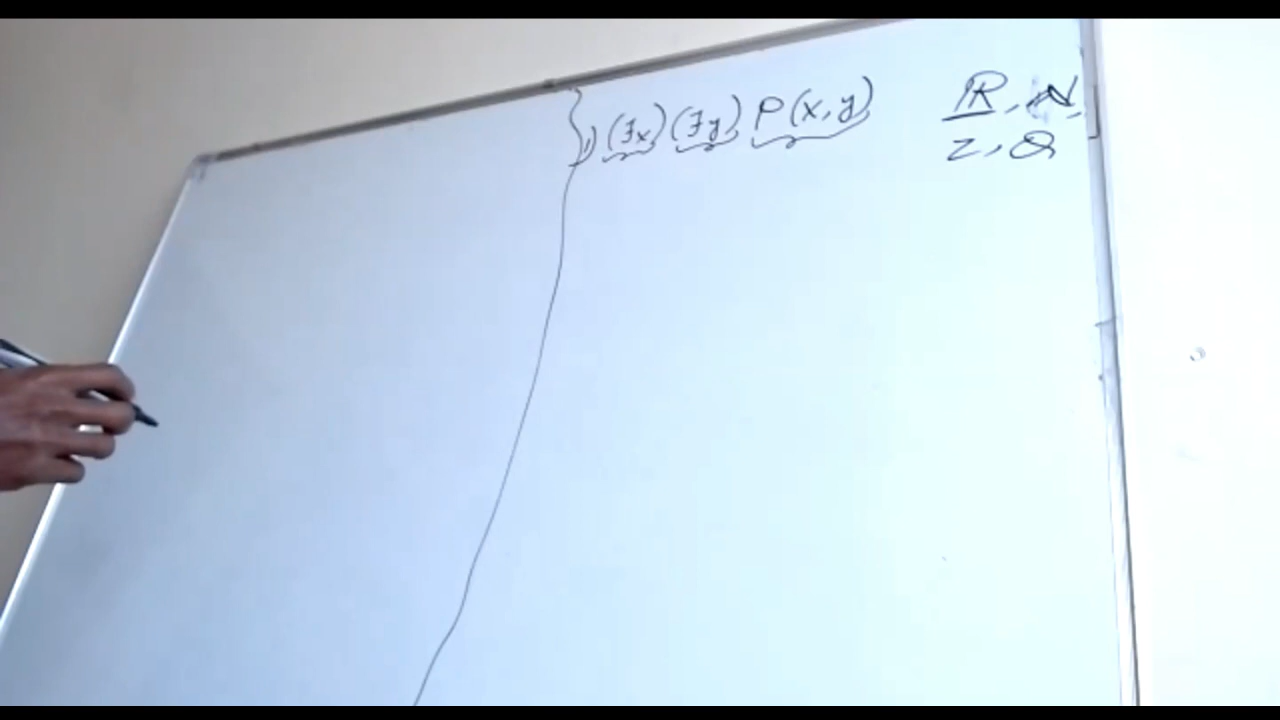 1) (∃x) (∃y) P(x, y)
ℝ, ℕ,
Z, Q